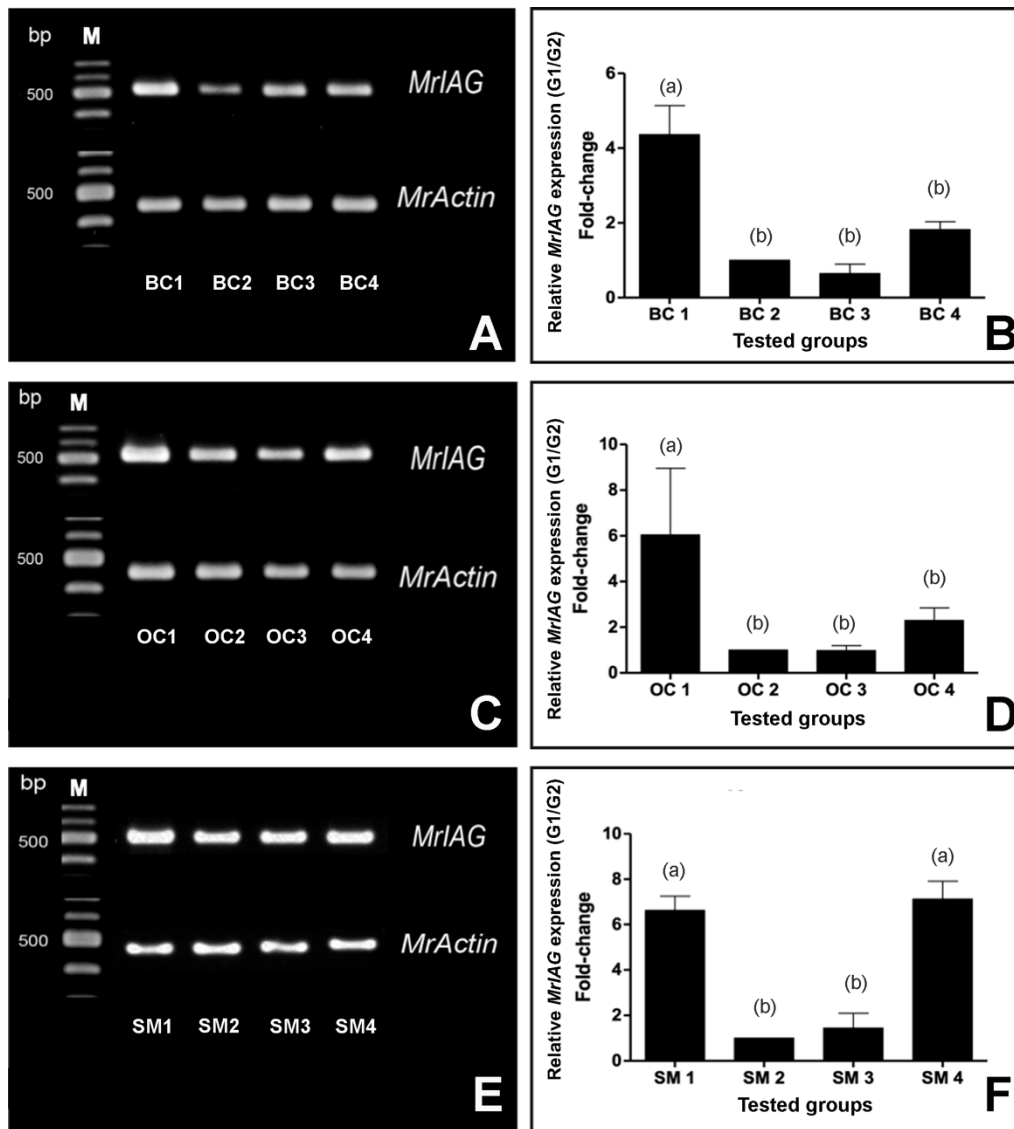 bp M
500
MrIAG
500
MrActin
BC1 BC2 BC3 BC4
A
Relative MrIAG expression (G1/G2)
Fold-change
6
4
2
0
(a)
(b)
(b)
(b)
BC 1 BC 2 BC 3 BC 4
Tested groups
B
bp M
500
MrIAG
500
MrActin
OC1 OC2 OC3 OC4
C
Relative MrIAG expression (G1/G2)
Fold-change
10
8
6
4
2
0
(a)
(b)
(b)
(b)
OC 1 OC 2 OC 3 OC 4
Tested groups
D
bp M
500
MrIAG
500
MrActin
SM1 SM2 SM3 SM4
E
Relative MrIAG expression (G1/G2)
Fold-change
10
8
6
4
2
0
(a)
(b)
(b)
(a)
SM 1 SM 2 SM 3 SM 4
Tested groups
F